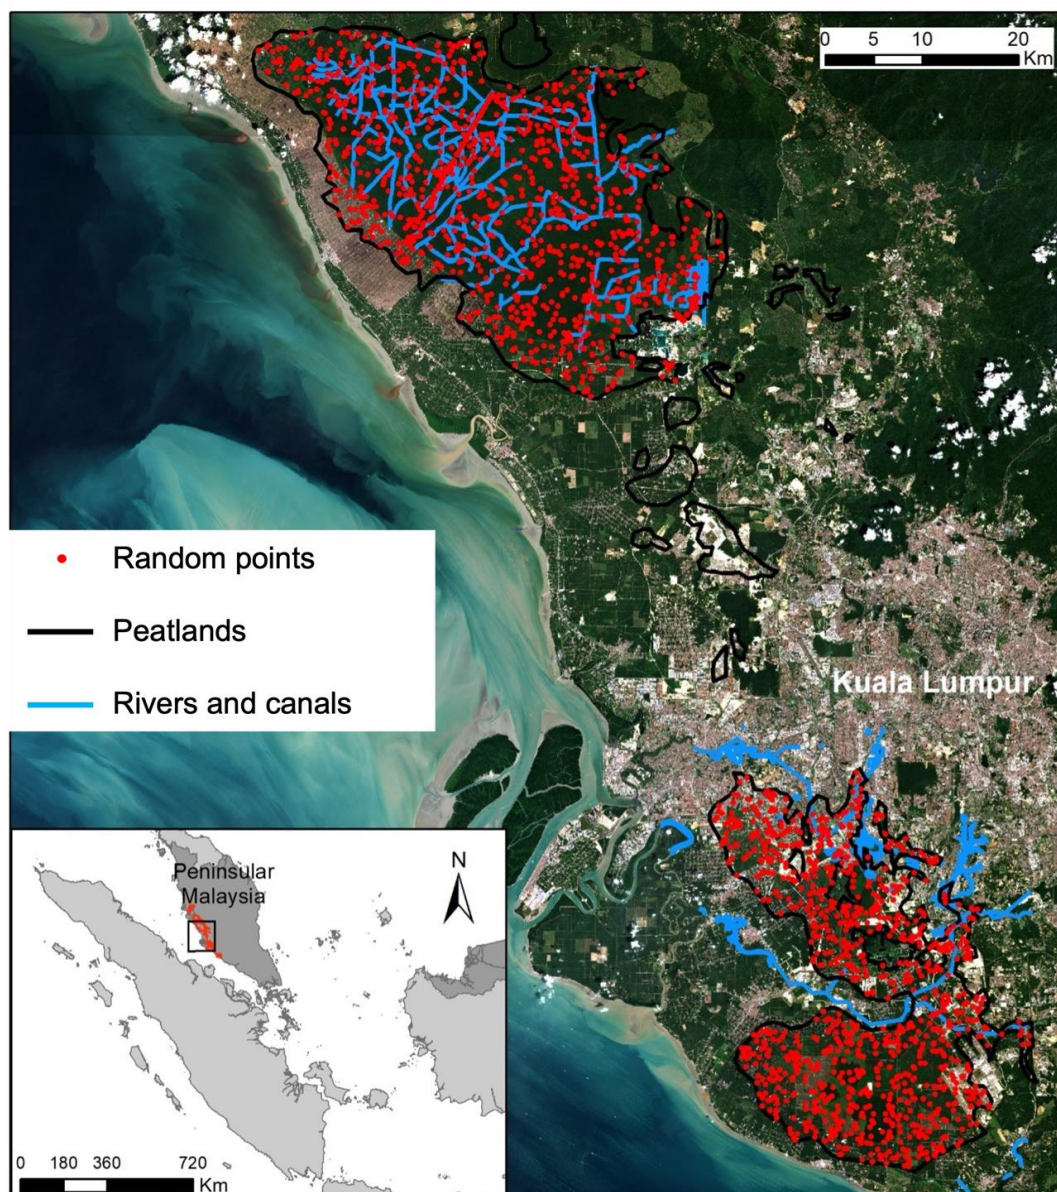 0 5 10 20
Km
Random points
Peatlands
Rivers and canals
Kuala Lumpur
Peninsular
Malaysia
N
0 180 360 720
Km